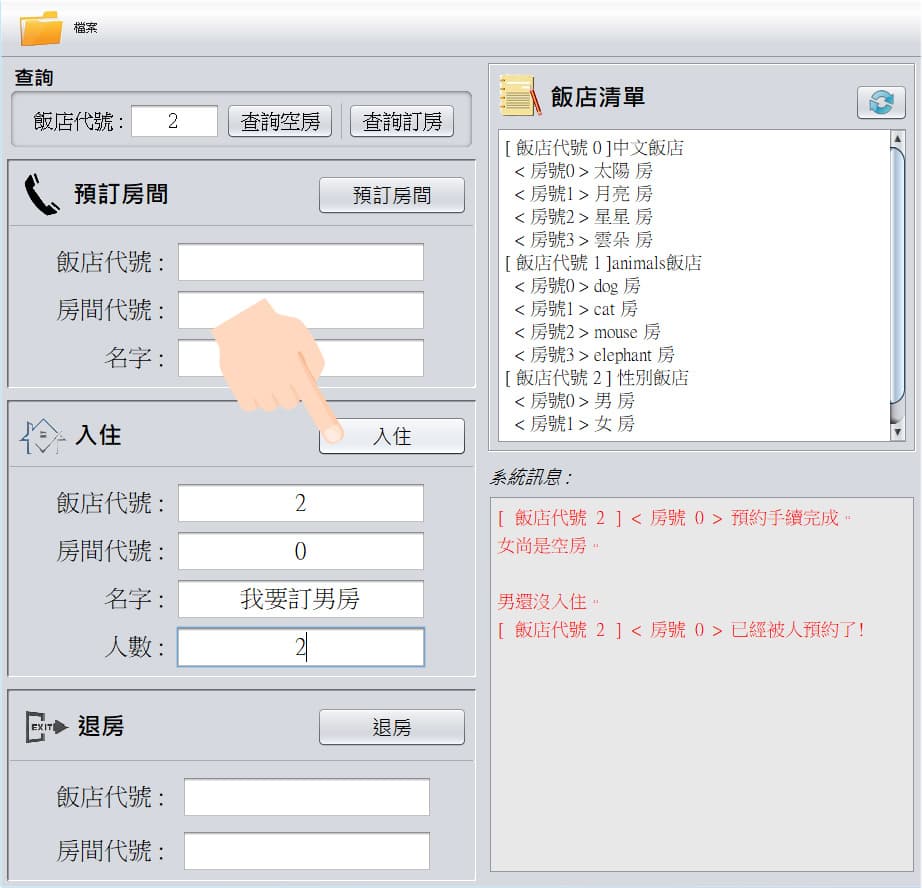 檔案
查詢
飯店代號 : 2 查詢空房 查詢訂房
預訂房間 預訂房間
飯店代號 :
房間代號 :
名字 :
入住 入住
飯店代號 : 2
房間代號 : 0
名字 : 我要訂男房
人數 : 2
EXIT 退房 退房
飯店代號 :
房間代號 :
飯店清單
[ 飯店代號 0 ]中文飯店
< 房號0 > 太陽 房
< 房號1 > 月亮 房
< 房號2 > 星星 房
< 房號3 > 雲朵 房
[ 飯店代號 1 ]animals飯店
< 房號0 > dog 房
< 房號1 > cat 房
< 房號2 > mouse 房
< 房號3 > elephant 房
[ 飯店代號 2 ] 性別飯店
< 房號0 > 男 房
< 房號1 > 女 房
系統訊息 :
[ 飯店代號 2 ] < 房號 0 > 預約手續完成。
女尚是空房。
男還沒入住。
[ 飯店代號 2 ] < 房號 0 > 已經被人預約了!